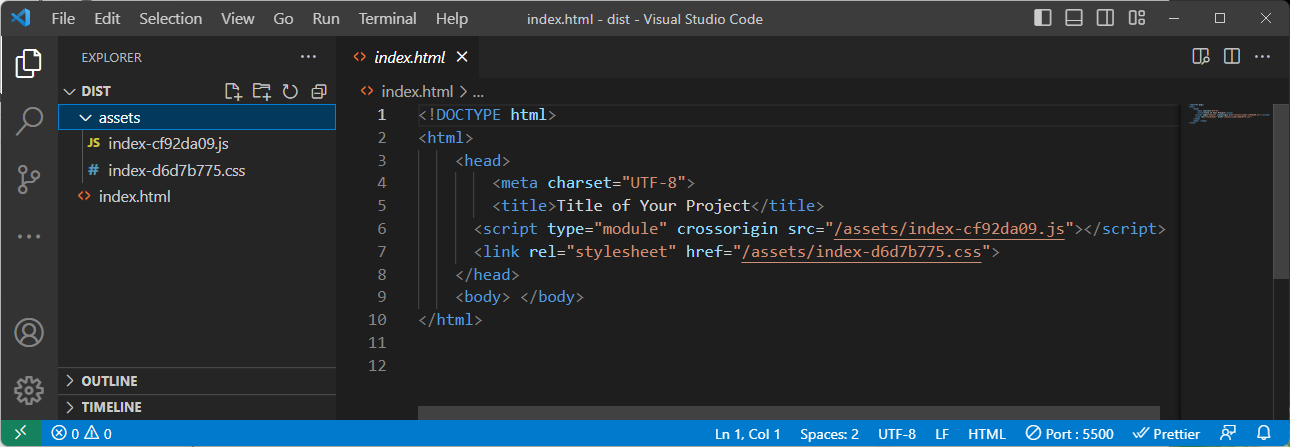 File Edit Selection View Go Run Terminal Help index.html - dist - Visual Studio Code
EXPLORER
DIST
assets
JS index-cf92da09.js
# index-d6d7b775.css
<> index.html
OUTLINE
TIMELINE
<> index.html
<> index.html > ...
1 <!DOCTYPE html>
2 <html>
3 <head>
4 <meta charset="UTF-8">
5 <title>Title of Your Project</title>
6 <script type="module" crossorigin src="/assets/index-cf92da09.js"></script>
7 <link rel="stylesheet" href="/assets/index-d6d7b775.css">
8 </head>
9 <body> </body>
10 </html>
11
12
0 0 Ln 1, Col 1 Spaces: 2 UTF-8 LF HTML Port : 5500 Prettier